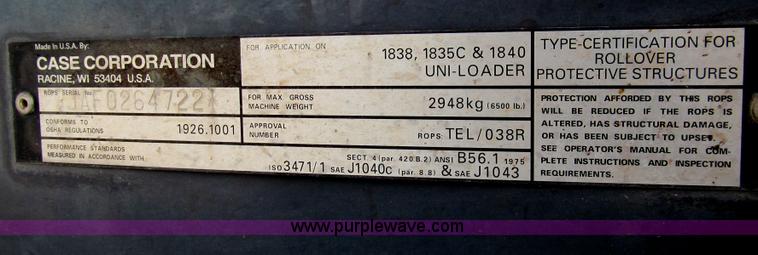 Made in U.S.A. By:
CASE CORPORATION
RACINE, WI 53404 U.S.A.
FOR APPLICATION ON
1838, 1835C & 1840
UNI-LOADER
TYPE-CERTIFICATION FOR
ROLLOVER
PROTECTIVE STRUCTURES
ROPS SERIAL No.
JAF0264722
FOR MAX GROSS
MACHINE WEIGHT
2948kg (6500 lb.)
CONFORMS TO
OSHA REGULATIONS
1926.1001
APPROVAL
NUMBER
ROPS: TEL/038R
PERFORMANCE STANDARDS
MEASURED IN ACCORDANCE WITH
SECT. 4 (par. 420.B.2) ANSI B56.1 1975
ISO 3471/1 SAE J1040C (par. 8.8) & SAE J1043
PROTECTION AFFORDED BY THIS ROPS
WILL BE REDUCED IF THE ROPS IS
ALTERED, HAS STRUCTURAL DAMAGE,
OR HAS BEEN SUBJECT TO UPSET.
SEE OPERATOR'S MANUAL FOR COM-
PLETE INSTRUCTIONS AND INSPECTION
REQUIREMENTS.
www.purplewave.com